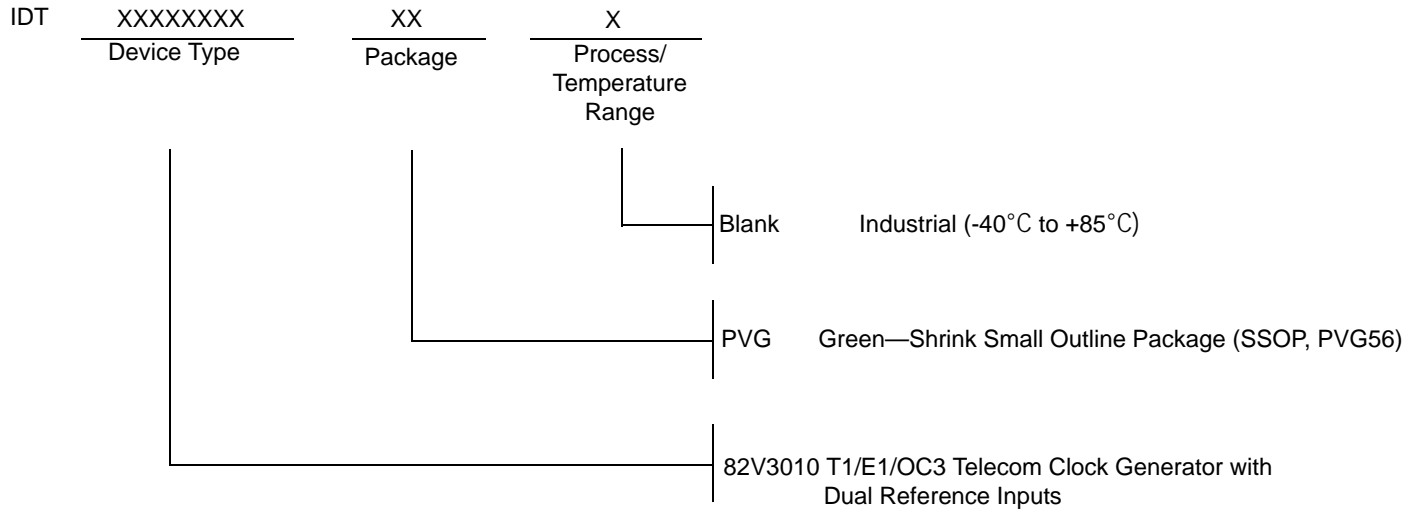 IDT XXXXXXXX XX X
Device Type Package Process/
Temperature
Range
Blank Industrial (-40°C to +85°C)
PVG Green—Shrink Small Outline Package (SSOP, PVG56)
82V3010 T1/E1/OC3 Telecom Clock Generator with
Dual Reference Inputs